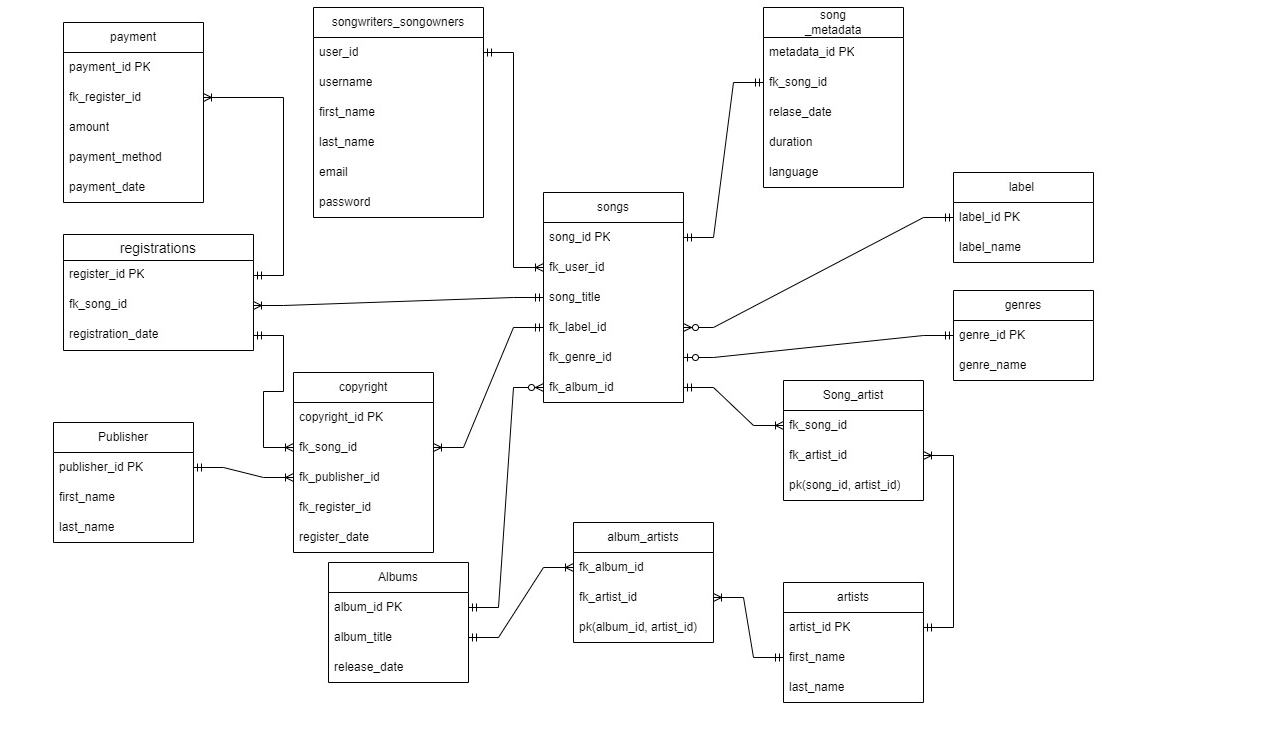 payment
payment_id PK
fk_register_id
amount
payment_method
payment_date
songwriters_songowners
user_id
username
first_name
last_name
email
password
song
_metadata
metadata_id PK
fk_song_id
relase_date
duration
language
registrations
register_id PK
fk_song_id
registration_date
songs
song_id PK
fk_user_id
song_title
fk_label_id
fk_genre_id
fk_album_id
label
label_id PK
label_name
genres
genre_id PK
genre_name
copyright
copyright_id PK
fk_song_id
fk_publisher_id
fk_register_id
register_date
Song_artist
fk_song_id
fk_artist_id
pk(song_id, artist_id)
Publisher
publisher_id PK
first_name
last_name
Albums
album_id PK
album_title
release_date
album_artists
fk_album_id
fk_artist_id
pk(album_id, artist_id)
artists
artist_id PK
first_name
last_name